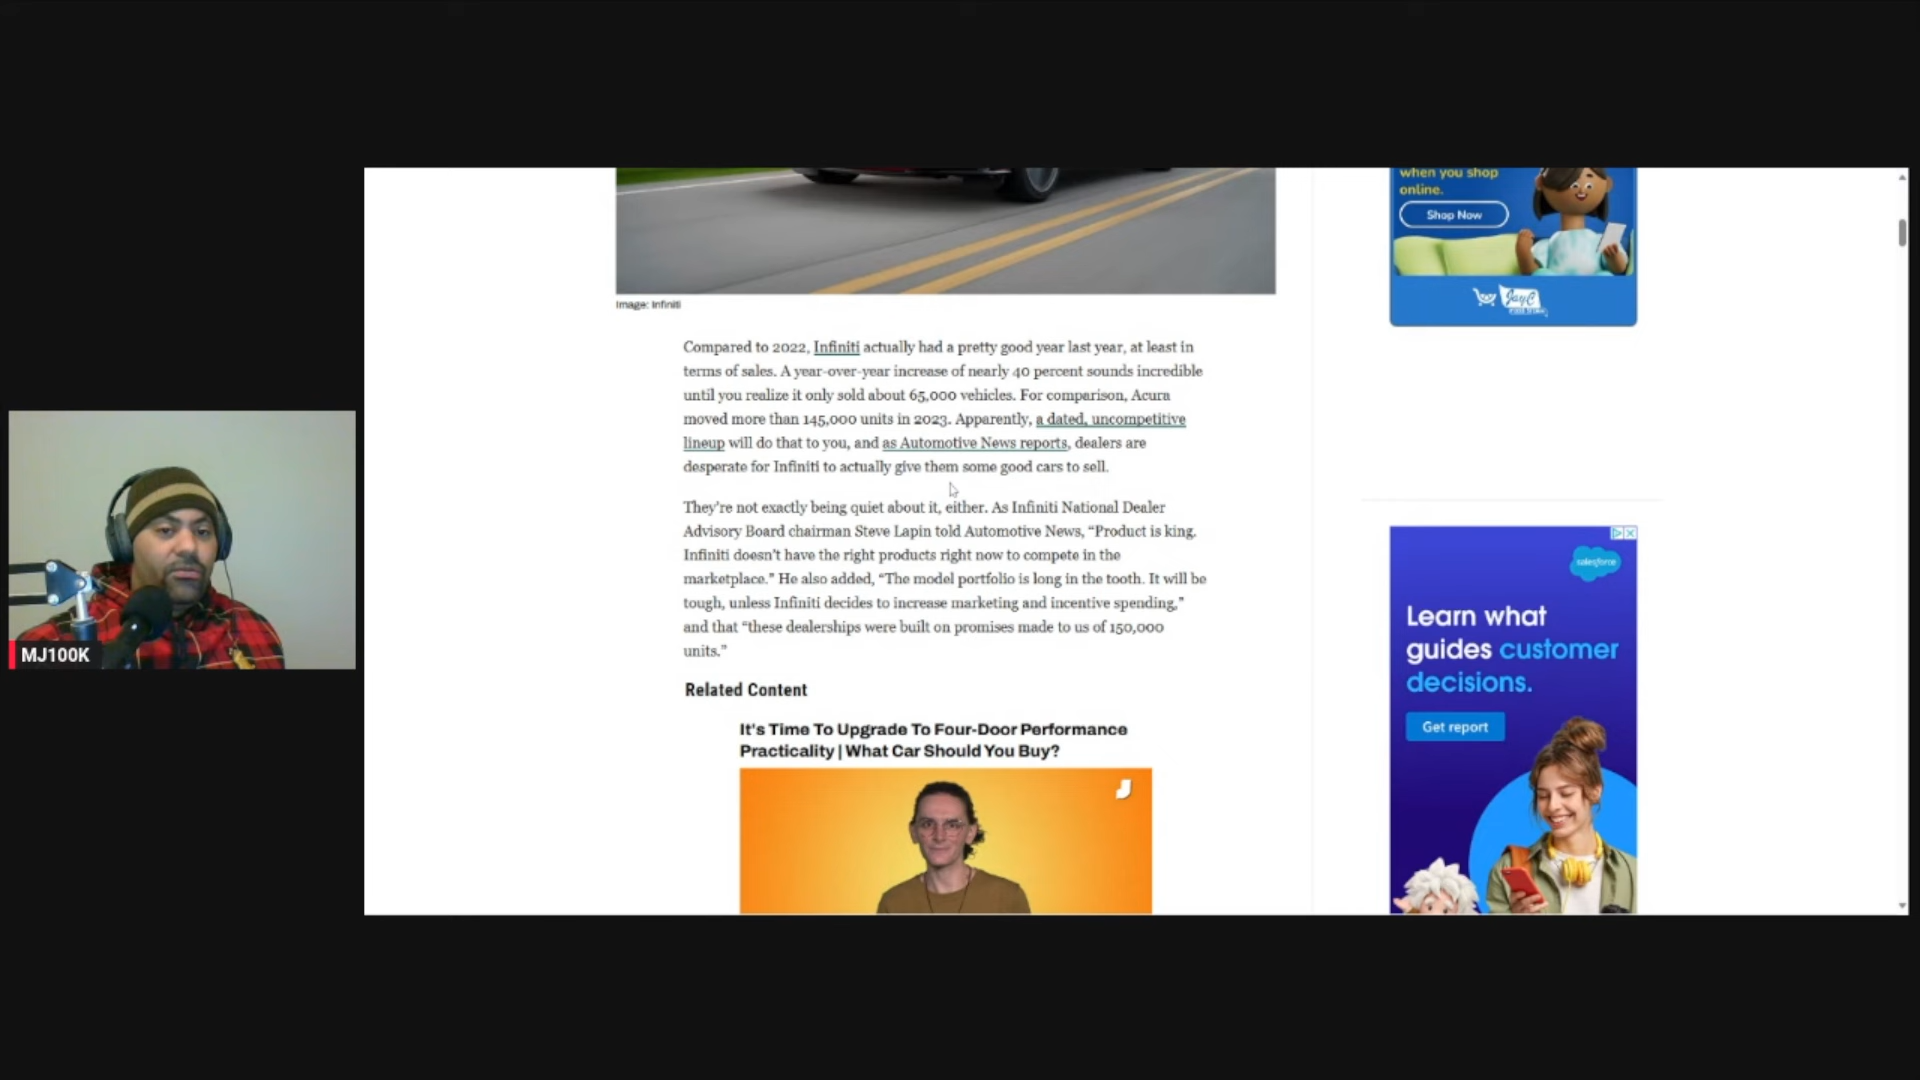 MJ100K
Image: Infiniti
Compared to 2022, Infiniti actually had a pretty good year last year, at least in
terms of sales. A year-over-year increase of nearly 40 percent sounds incredible
until you realize it only sold about 65,000 vehicles. For comparison, Acura
moved more than 145,000 units in 2023. Apparently, a dated, uncompetitive
lineup will do that to you, and as Automotive News reports, dealers are
desperate for Infiniti to actually give them some good cars to sell.
They're not exactly being quiet about it, either. As Infiniti National Dealer
Advisory Board chairman Steve Lapin told Automotive News, “Product is king.
Infiniti doesn't have the right products right now to compete in the
marketplace.” He also added, “The model portfolio is long in the tooth. It will be
tough, unless Infiniti decides to increase marketing and incentive spending,”
and that “these dealerships were built on promises made to us of 150,000
units.”
Related Content
It's Time To Upgrade To Four-Door Performance
Practicality | What Car Should You Buy?
when you shop
online.
Shop Now
JayC
salesforce
Learn what
guides customer
decisions.
Get report